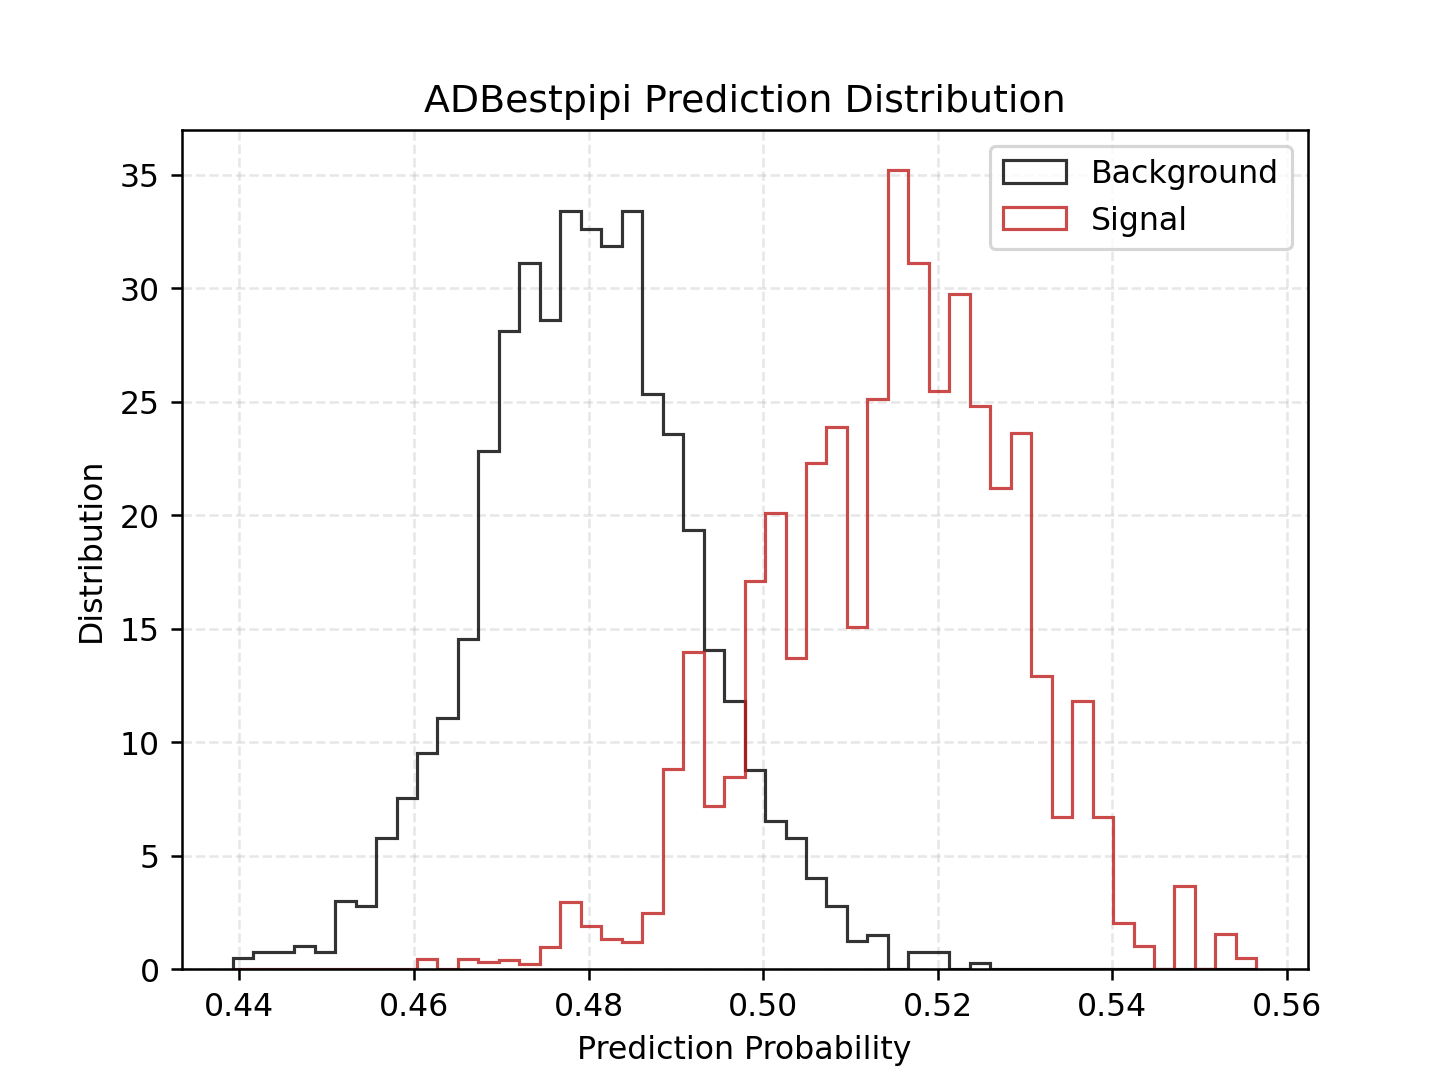 ADBestpipi Prediction Distribution
Background
Signal
35
30
25
20
15
10
5
0
Distribution
0.44 0.46 0.48 0.50 0.52 0.54 0.56
Prediction Probability